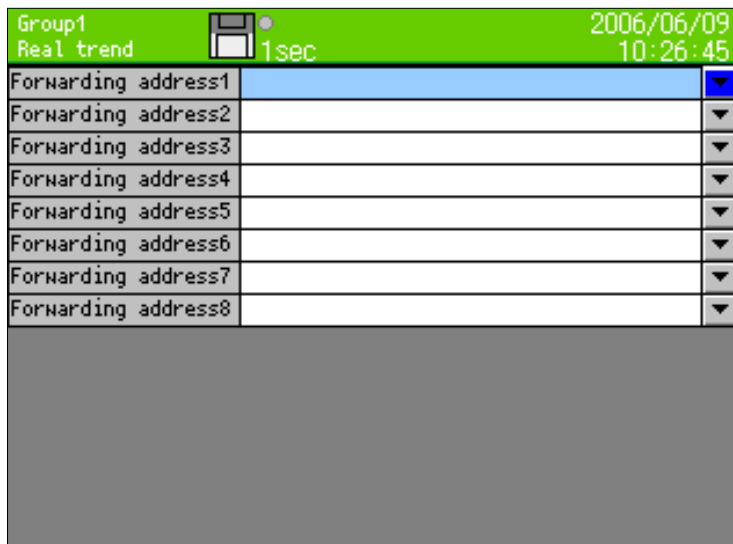 Group1
Real trend
1sec
2006/06/09
10:26:45
Forwarding address1
Forwarding address2
Forwarding address3
Forwarding address4
Forwarding address5
Forwarding address6
Forwarding address7
Forwarding address8